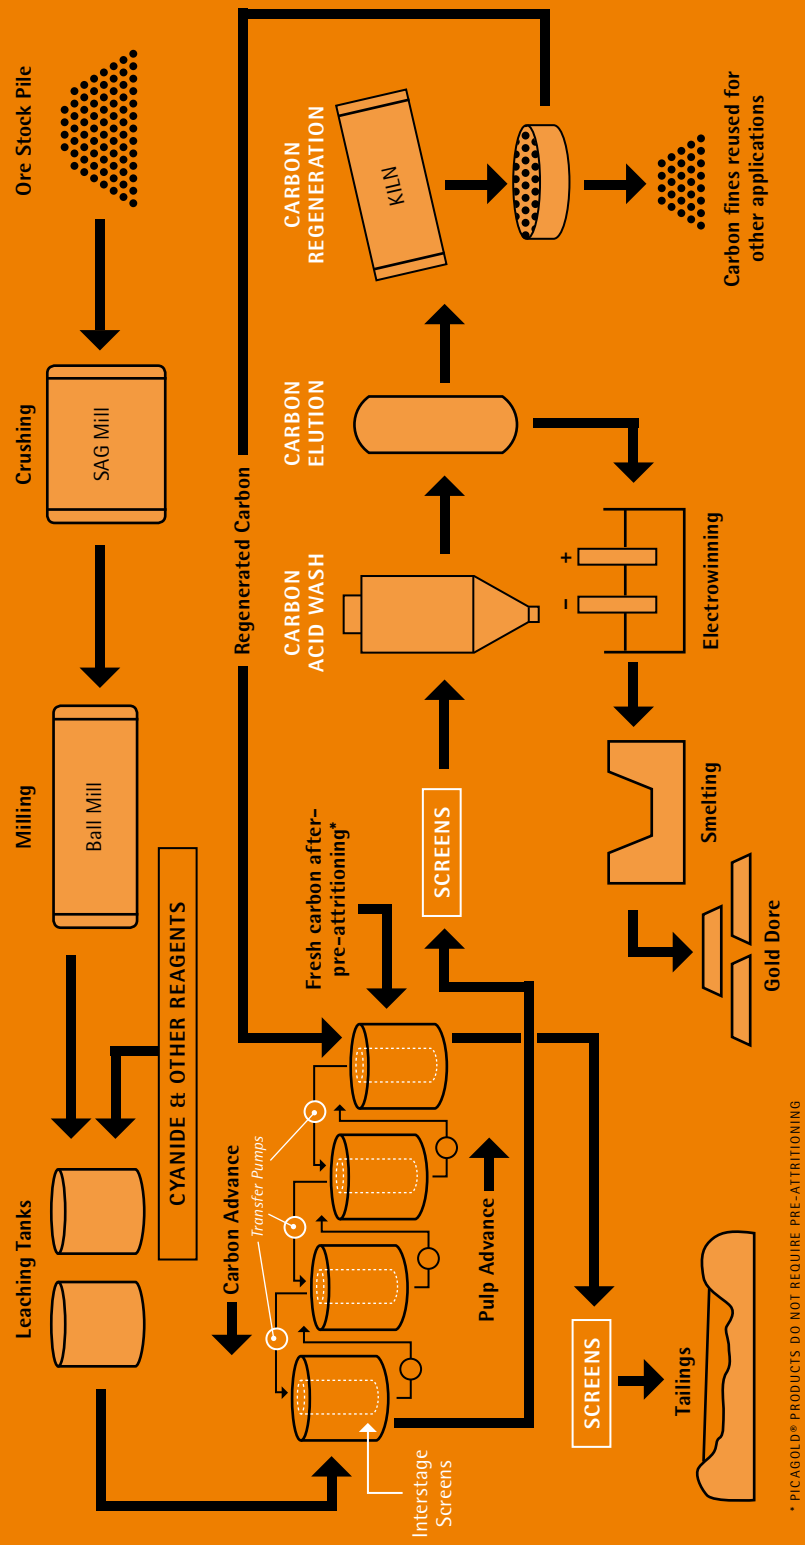 Ore Stock Pile
Crushing
SAG Mill
Milling
Ball Mill
Leaching Tanks
CYANIDE & OTHER REAGENTS
Regenerated Carbon
Carbon Advance
Transfer Pumps
Interstage
Screens
Pulp Advance
Fresh carbon after-
pre-attritioning*
SCREENS
CARBON
ACID WASH
CARBON
ELUTION
CARBON
REGENERATION
KILN
Carbon fines reused for
other applications
- +
Electrowinning
Smelting
Gold Dore
SCREENS
Tailings
* PICAGOLD® PRODUCTS DO NOT REQUIRE PRE-ATTRITIONING